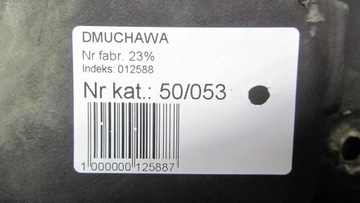 DMUCHAWA
Nr fabr. 23%
Indeks: 012588
Nr kat.: 50/053
1 000000 125887